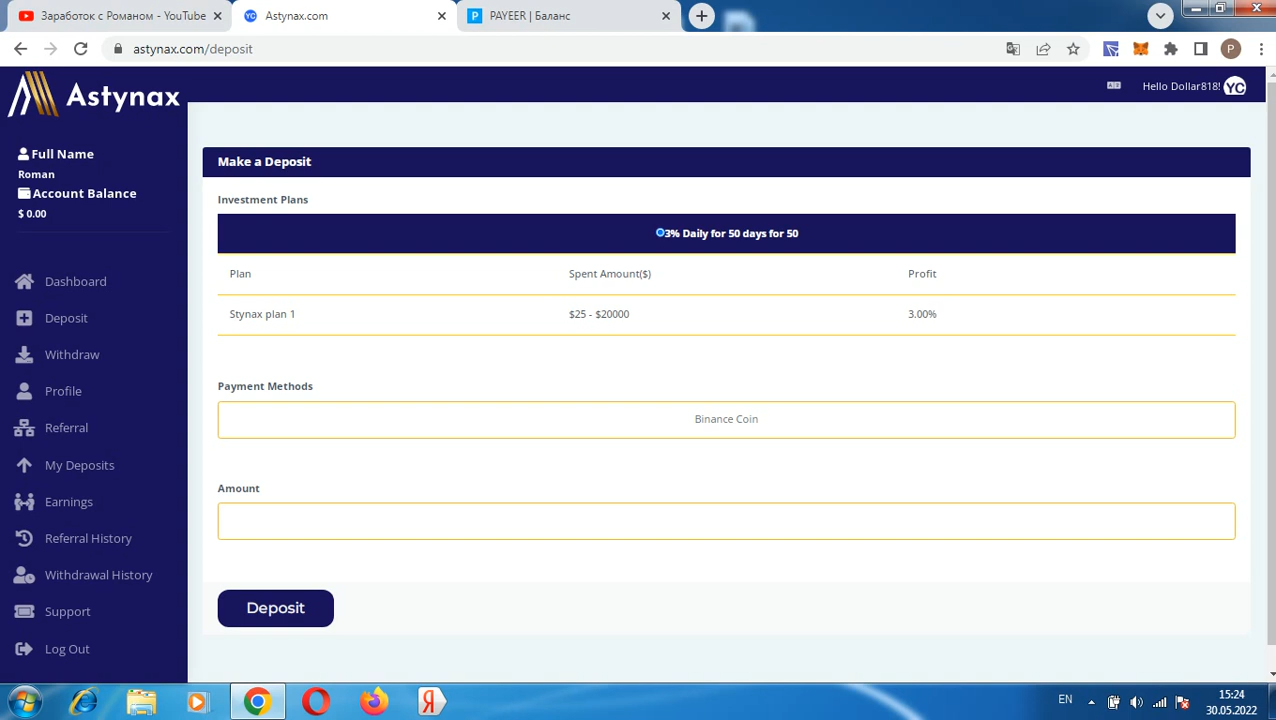 Заработок с Романом - YouTube
YC Astynax.com
P PAYEER | Баланс
astynax.com/deposit
P
Astynax
Hello Dollar818! YC
Full Name
Roman
Account Balance
$ 0.00
Dashboard
Deposit
Withdraw
Profile
Referral
My Deposits
Earnings
Referral History
Withdrawal History
Support
Log Out
Make a Deposit
Investment Plans
3% Daily for 50 days for 50
Plan Spent Amount($) Profit
Stynax plan 1 $25 - $20000 3.00%
Payment Methods
Binance Coin
Amount
Deposit
EN
15:24
30.05.2022